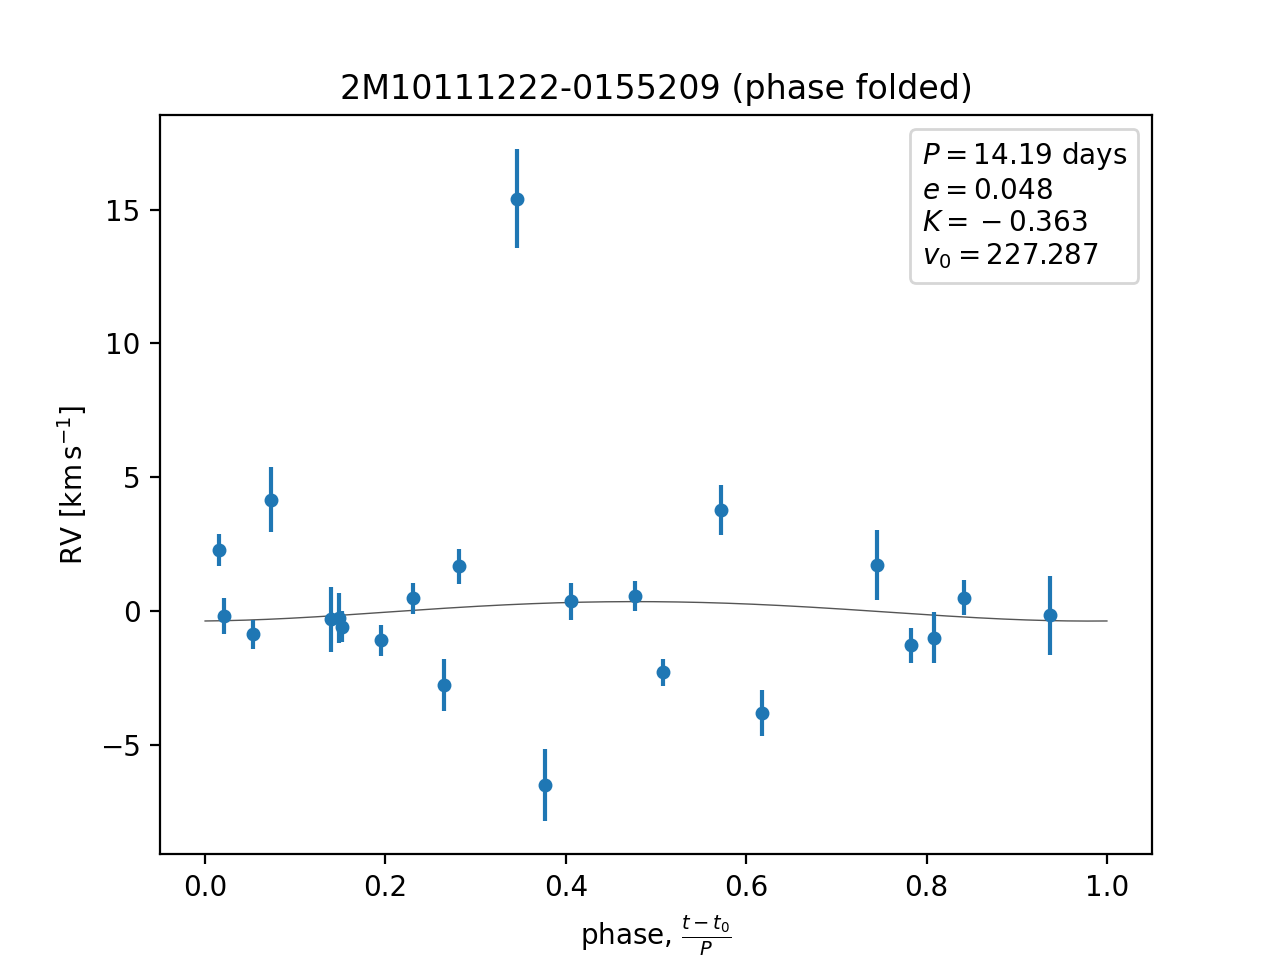 2M10111222-0155209 (phase folded)
P = 14.19 days
e = 0.048
K = −0.363
v₀ = 227.287
15
10
5
0
−5
RV [km s⁻¹]
0.0 0.2 0.4 0.6 0.8 1.0
phase, (t − t₀)/P